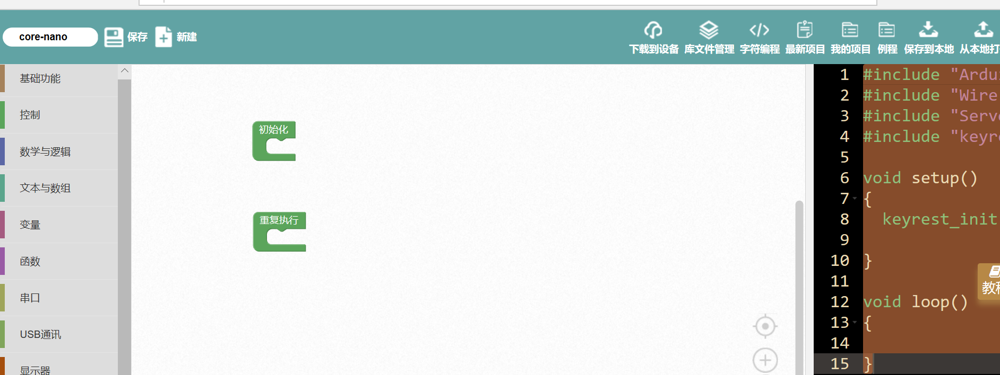 core-nano 保存 新建
下载到设备 库文件管理 字符编程 最新项目 我的项目 例程 保存到本地 从本地打
基础功能
控制
数学与逻辑
文本与数组
变量
函数
串口
USB通讯
显示器
初始化
重复执行
1 #include "Ardu
2 #include "Wire
3 #include "Serv
4 #include "keyr
5
6 void setup()
7 {
8 keyrest_init
9
10 }
11
12 void loop()
13 {
14
15 }
教程